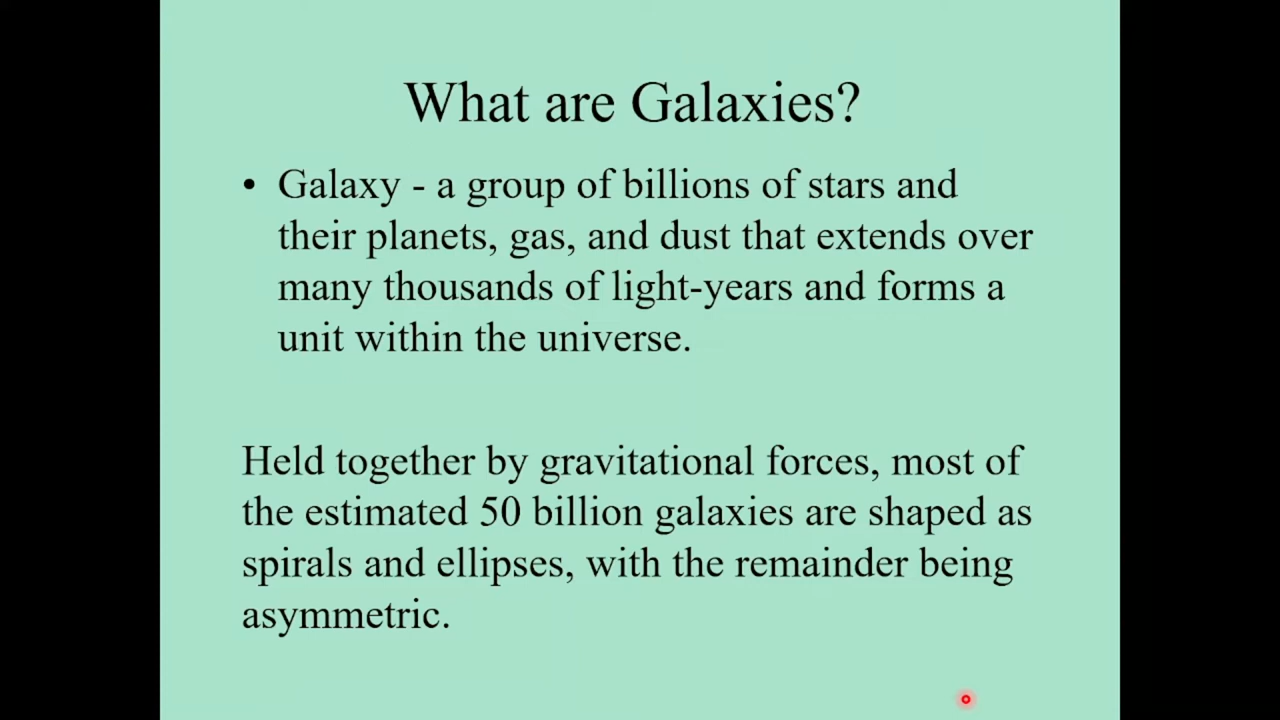 What are Galaxies?
• Galaxy - a group of billions of stars and
their planets, gas, and dust that extends over
many thousands of light-years and forms a
unit within the universe.
Held together by gravitational forces, most of
the estimated 50 billion galaxies are shaped as
spirals and ellipses, with the remainder being
asymmetric.